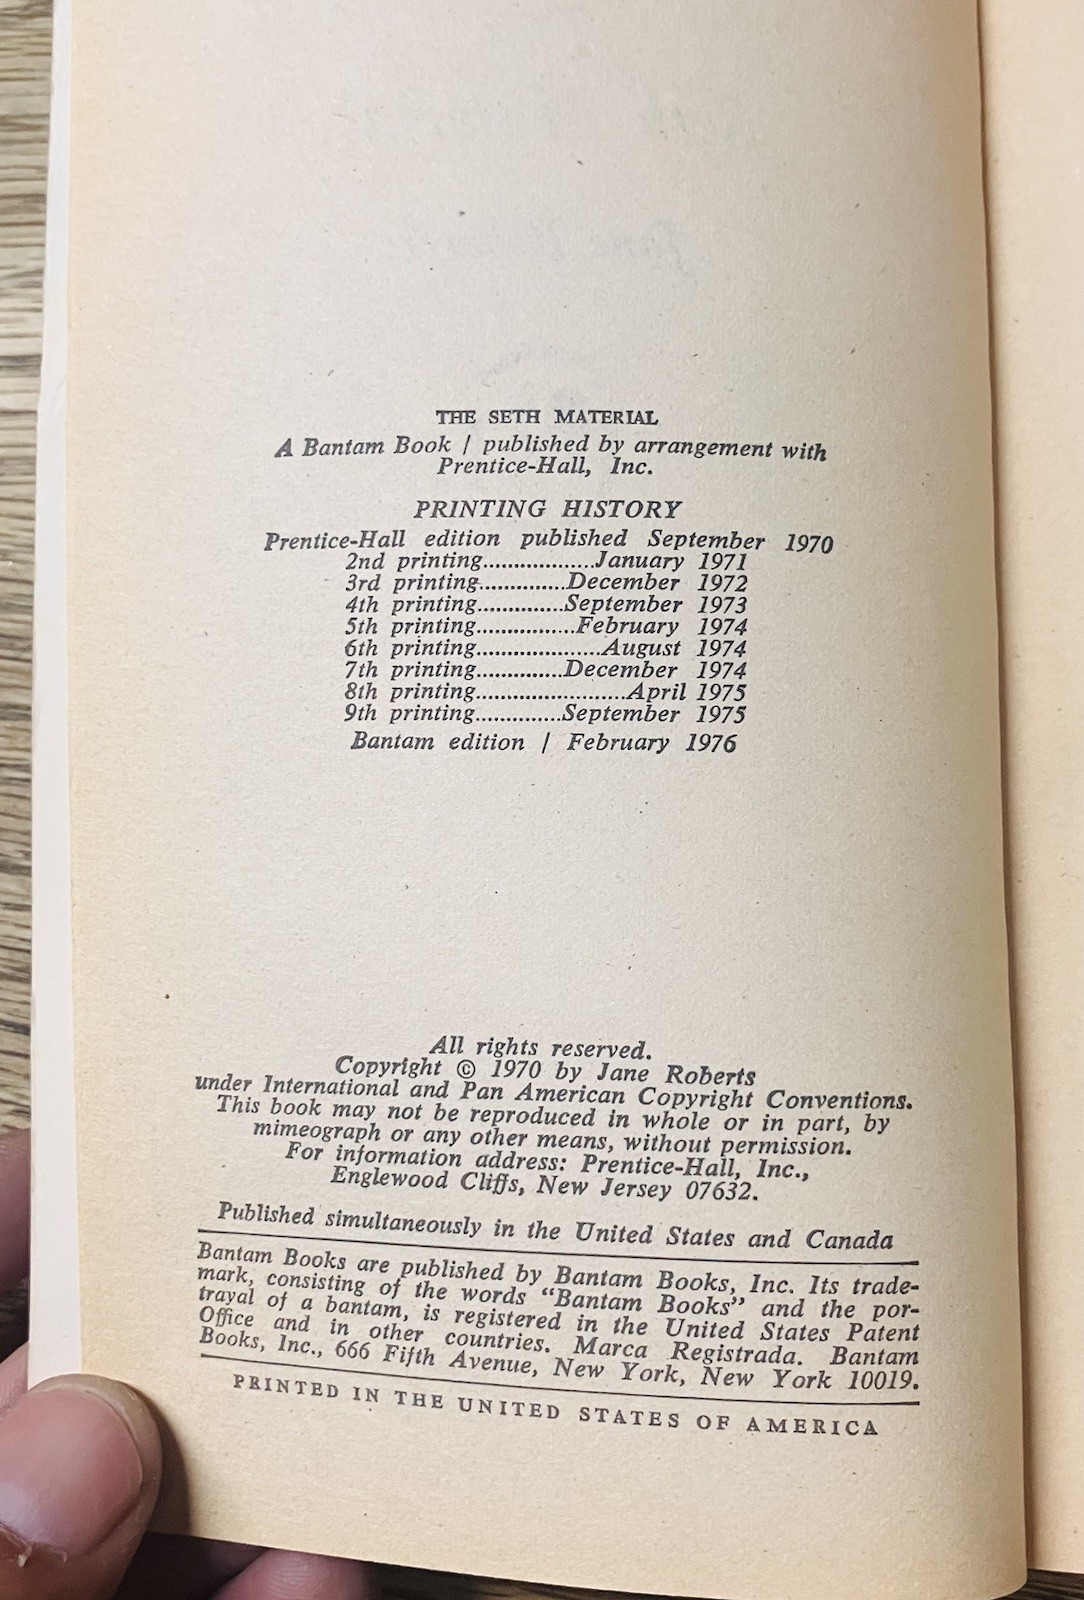 THE SETH MATERIAL
A Bantam Book / published by arrangement with
Prentice-Hall, Inc.
PRINTING HISTORY
Prentice-Hall edition published September 1970
2nd printing..................January 1971
3rd printing..............December 1972
4th printing..............September 1973
5th printing................February 1974
6th printing....................August 1974
7th printing..............December 1974
8th printing........................April 1975
9th printing..............September 1975
Bantam edition / February 1976
All rights reserved.
Copyright © 1970 by Jane Roberts
under International and Pan American Copyright Conventions.
This book may not be reproduced in whole or in part, by
mimeograph or any other means, without permission.
For information address: Prentice-Hall, Inc.,
Englewood Cliffs, New Jersey 07632.
Published simultaneously in the United States and Canada
Bantam Books are published by Bantam Books, Inc. Its trade-
mark, consisting of the words “Bantam Books” and the por-
trayal of a bantam, is registered in the United States Patent
Office and in other countries. Marca Registrada. Bantam
Books, Inc., 666 Fifth Avenue, New York, New York 10019.
PRINTED IN THE UNITED STATES OF AMERICA